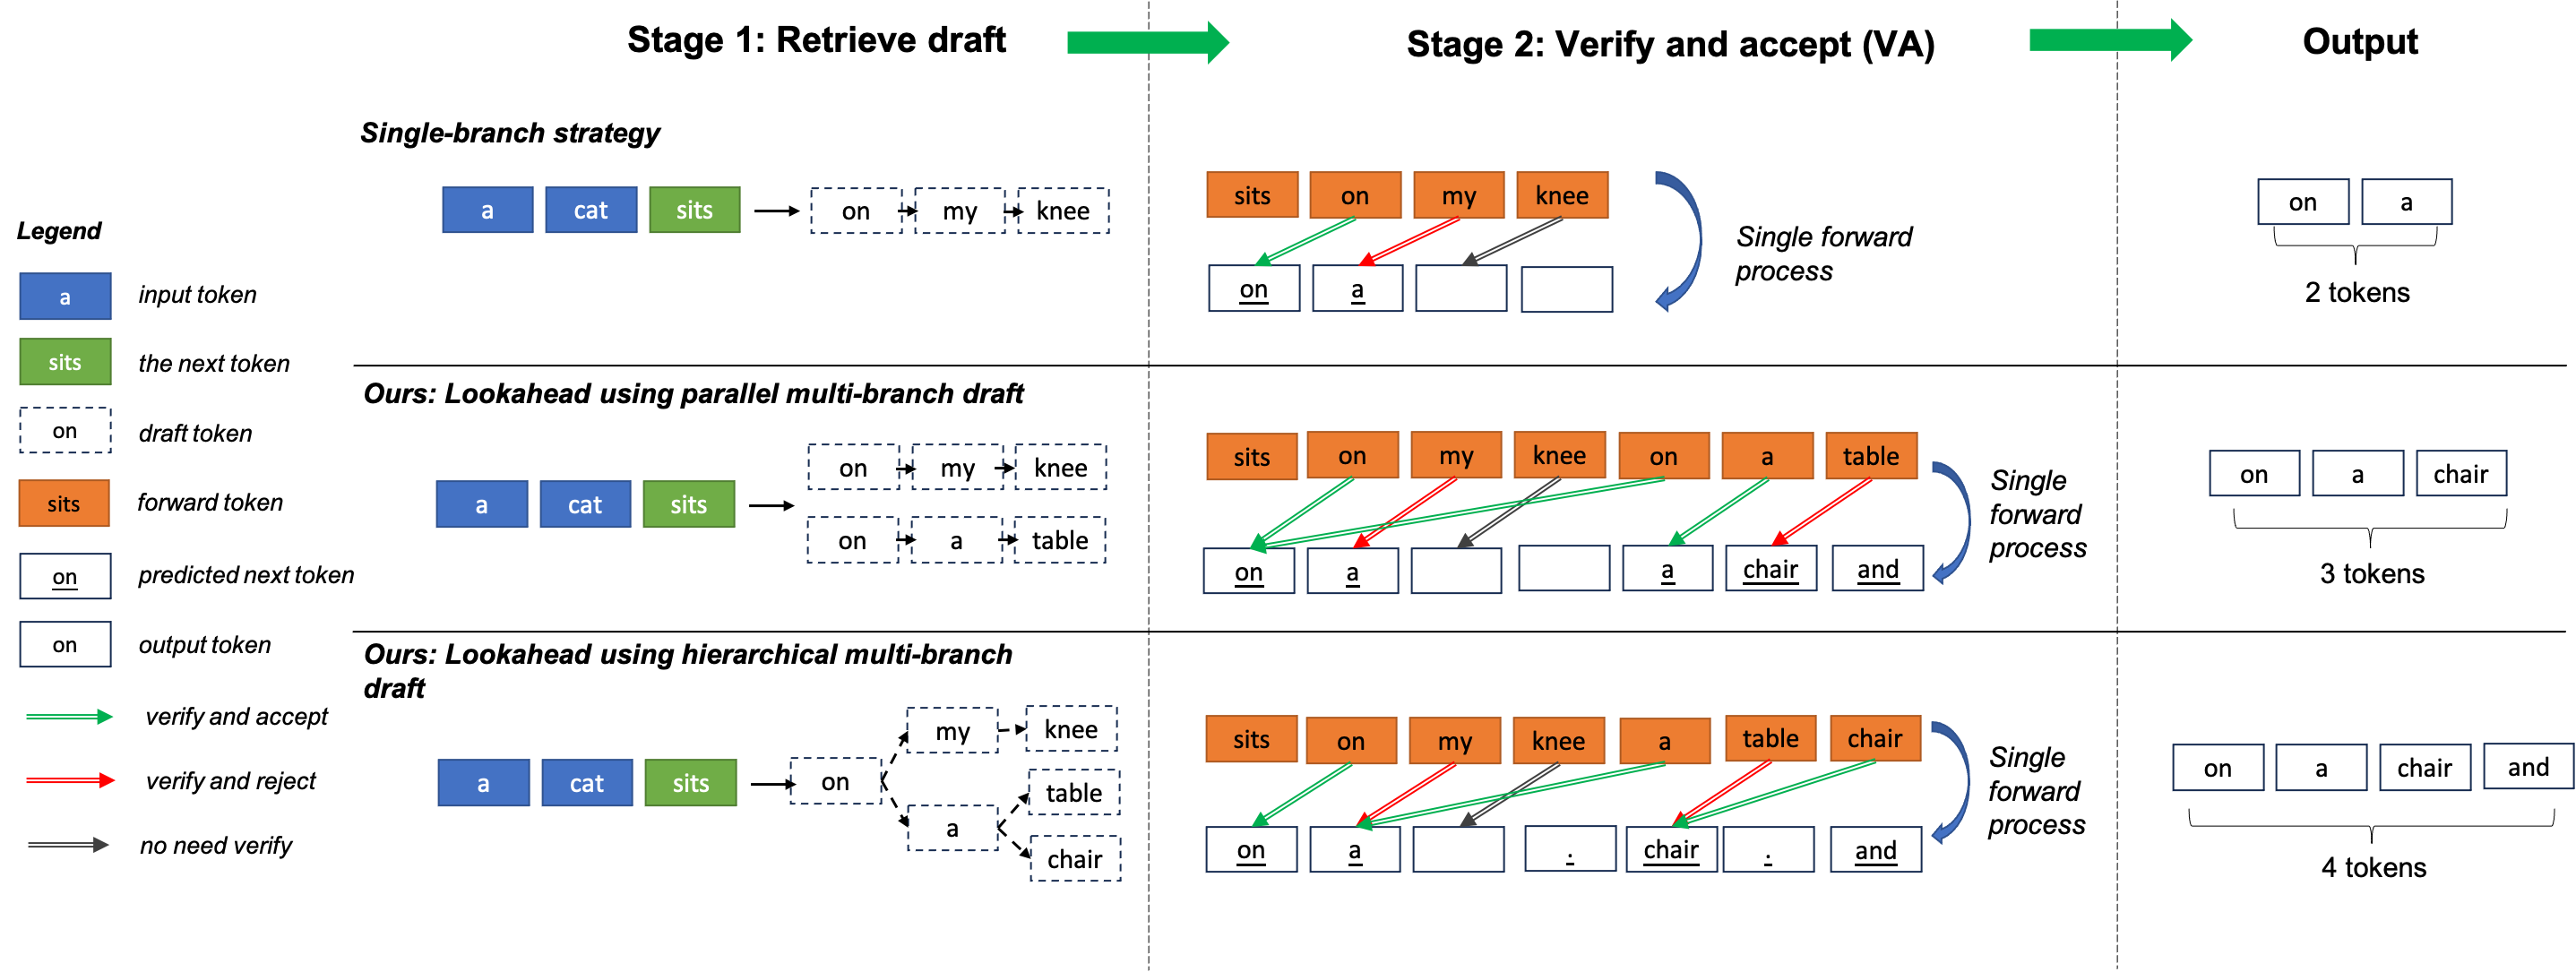 Stage 1: Retrieve draft
Stage 2: Verify and accept (VA)
Output
Legend
a input token
sits the next token
on draft token
sits forward token
on predicted next token
on output token
verify and accept
verify and reject
no need verify
Single-branch strategy
a cat sits on my knee
sits on my knee
on a
Single forward
process
on a
2 tokens
Ours: Lookahead using parallel multi-branch draft
a cat sits
on my knee
on a table
sits on my knee on a table
on a a chair and
Single
forward
process
on a chair
3 tokens
Ours: Lookahead using hierarchical multi-branch
draft
a cat sits on
my knee
a
table
chair
sits on my knee a table chair
on a . chair . and
Single
forward
process
on a chair and
4 tokens